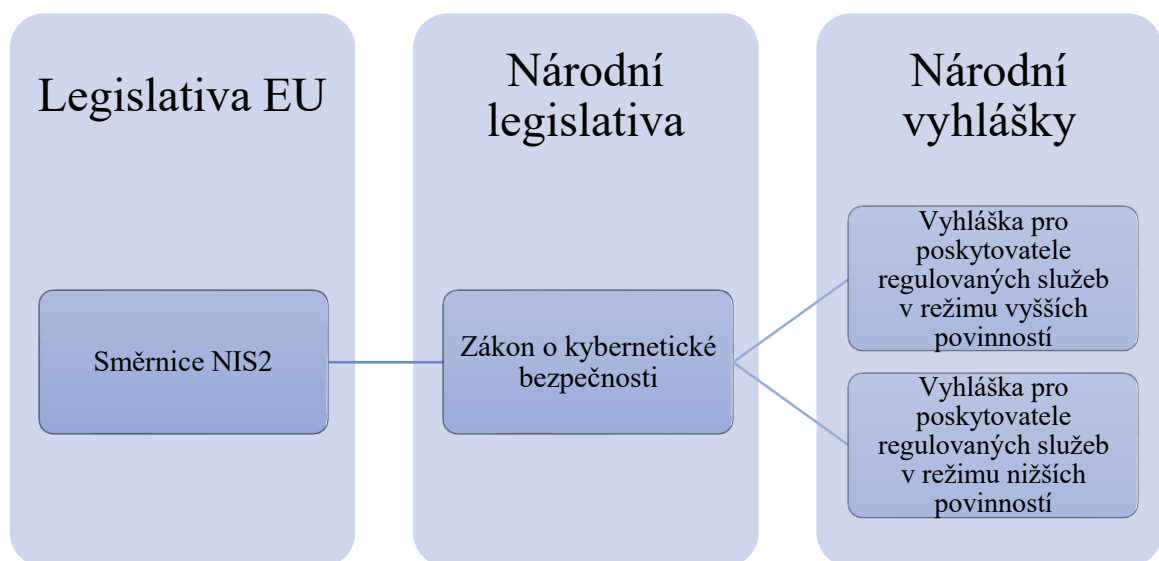 Legislativa EU
Národní
legislativa
Národní
vyhlášky
Směrnice NIS2
Zákon o kybernetické
bezpečnosti
Vyhláška pro
poskytovatele
regulovaných služeb
v režimu vyšších
povinností
Vyhláška pro
poskytovatele
regulovaných služeb
v režimu nižších
povinností